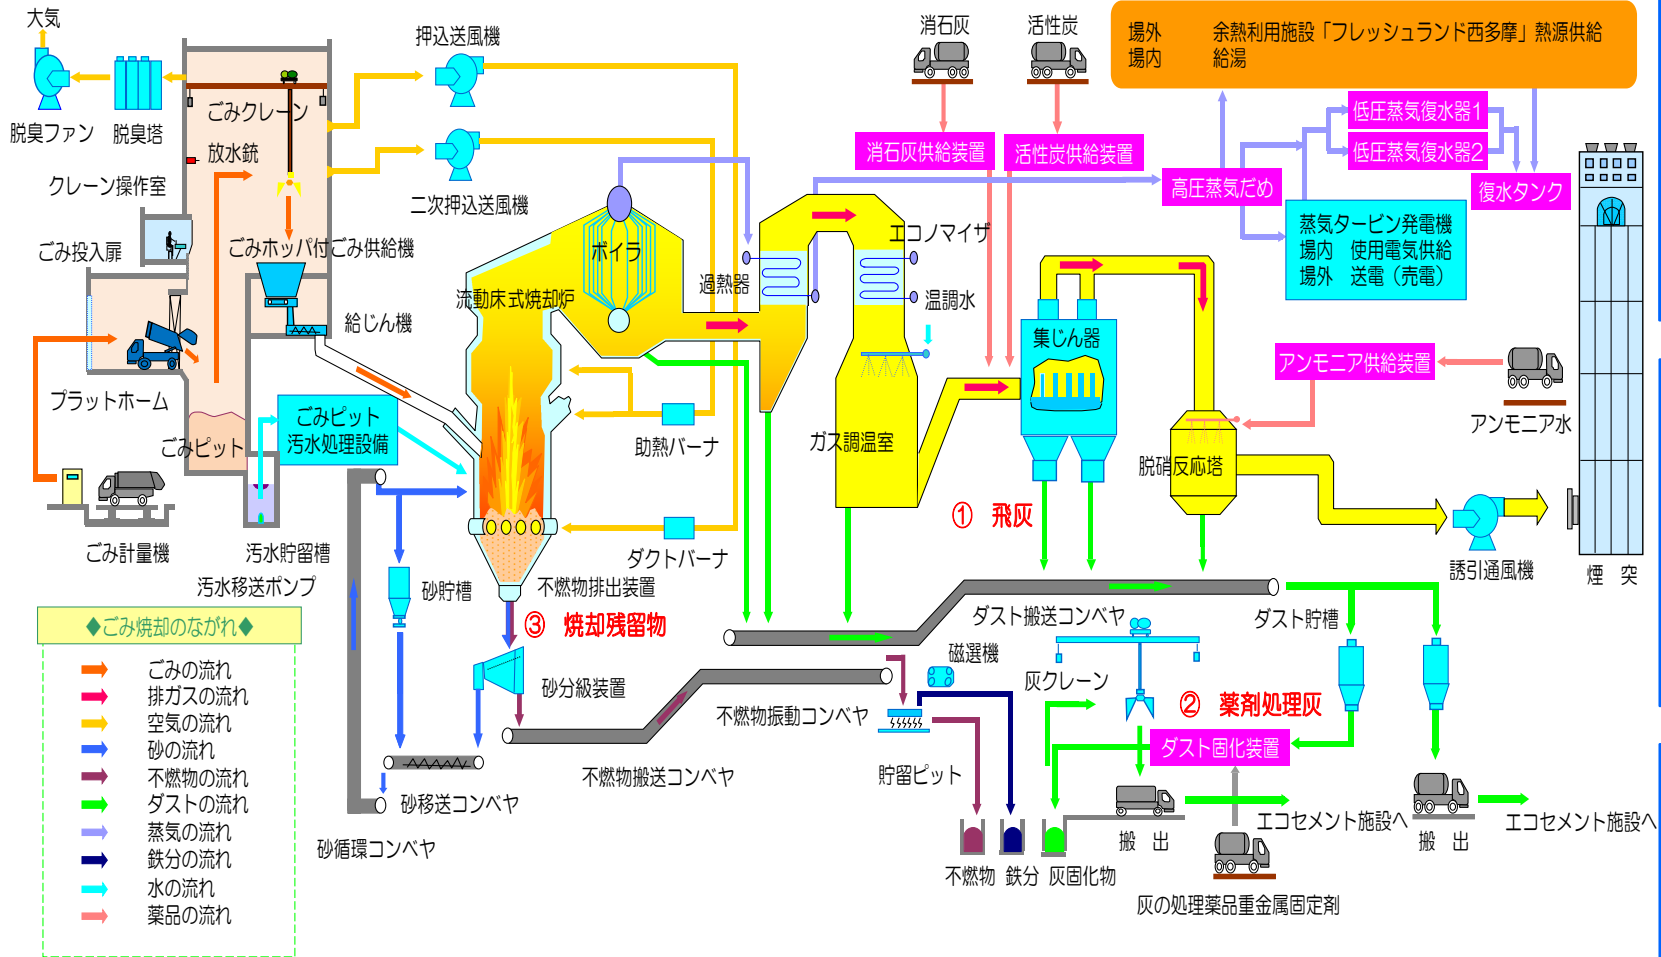 大気
脱臭ファン
脱臭塔
ごみクレーン
放水銃
クレーン操作室
ごみ投入扉
ごみホッパ付ごみ供給機
給じん機
プラットホーム
ごみピット
ごみピット
汚水処理設備
ごみ計量機
汚水貯留槽
汚水移送ポンプ
押込送風機
二次押込送風機
流動床式焼却炉
ボイラ
過熱器
エコノマイザ
温調水
ガス調温室
助熱バーナ
ダクトバーナ
不燃物排出装置
砂貯槽
③ 焼却残留物
砂分級装置
砂移送コンベヤ
砂循環コンベヤ
不燃物搬送コンベヤ
不燃物振動コンベヤ
磁選機
貯留ピット
不燃物
鉄分
灰固化物
消石灰
活性炭
消石灰供給装置
活性炭供給装置
場外 余熱利用施設「フレッシュランド西多摩」熱源供給
場内 給湯
高圧蒸気だめ
低圧蒸気復水器1
低圧蒸気復水器2
復水タンク
蒸気タービン発電機
場内 使用電気供給
場外 送電（売電）
集じん器
アンモニア供給装置
アンモニア水
脱硝反応塔
① 飛灰
誘引通風機
煙 突
ダスト搬送コンベヤ
ダスト貯槽
灰クレーン
② 薬剤処理灰
ダスト固化装置
搬 出
エコセメント施設へ
搬 出
エコセメント施設へ
灰の処理薬品重金属固定剤
◆ごみ焼却のながれ◆
ごみの流れ
排ガスの流れ
空気の流れ
砂の流れ
不燃物の流れ
ダストの流れ
蒸気の流れ
鉄分の流れ
水の流れ
薬品の流れ